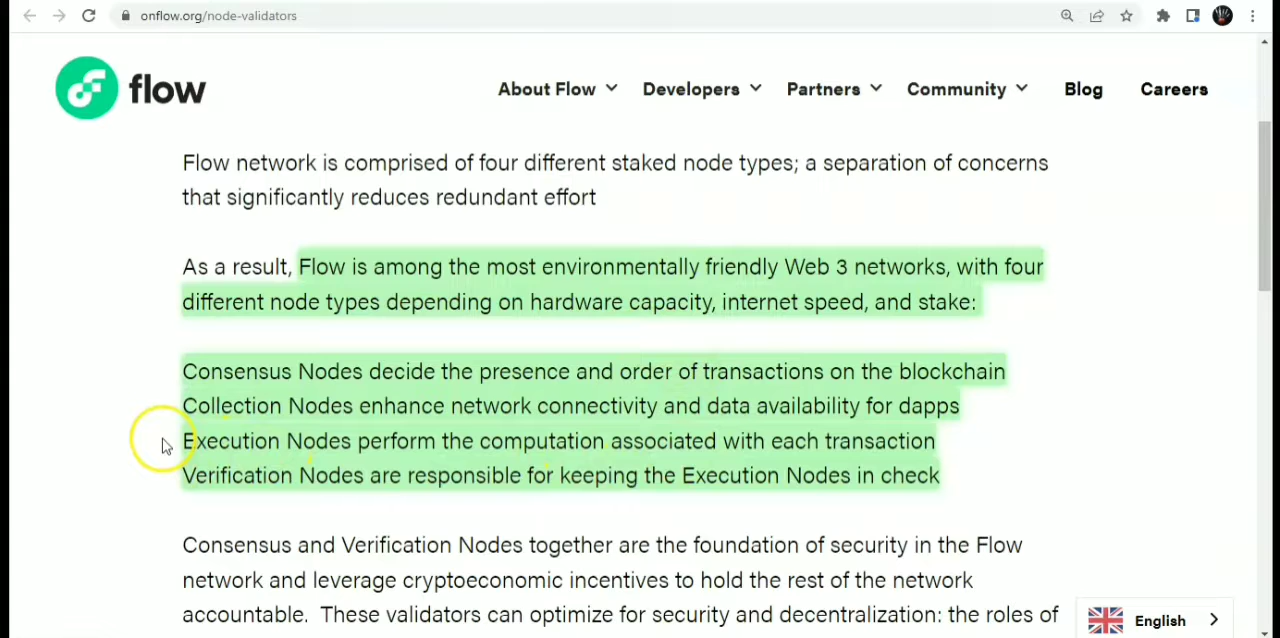 onflow.org/node-validators
flow
About Flow
Developers
Partners
Community
Blog
Careers
Flow network is comprised of four different staked node types; a separation of concerns
that significantly reduces redundant effort
As a result, Flow is among the most environmentally friendly Web 3 networks, with four
different node types depending on hardware capacity, internet speed, and stake:
Consensus Nodes decide the presence and order of transactions on the blockchain
Collection Nodes enhance network connectivity and data availability for dapps
Execution Nodes perform the computation associated with each transaction
Verification Nodes are responsible for keeping the Execution Nodes in check
Consensus and Verification Nodes together are the foundation of security in the Flow
network and leverage cryptoeconomic incentives to hold the rest of the network
accountable.  These validators can optimize for security and decentralization: the roles of
English